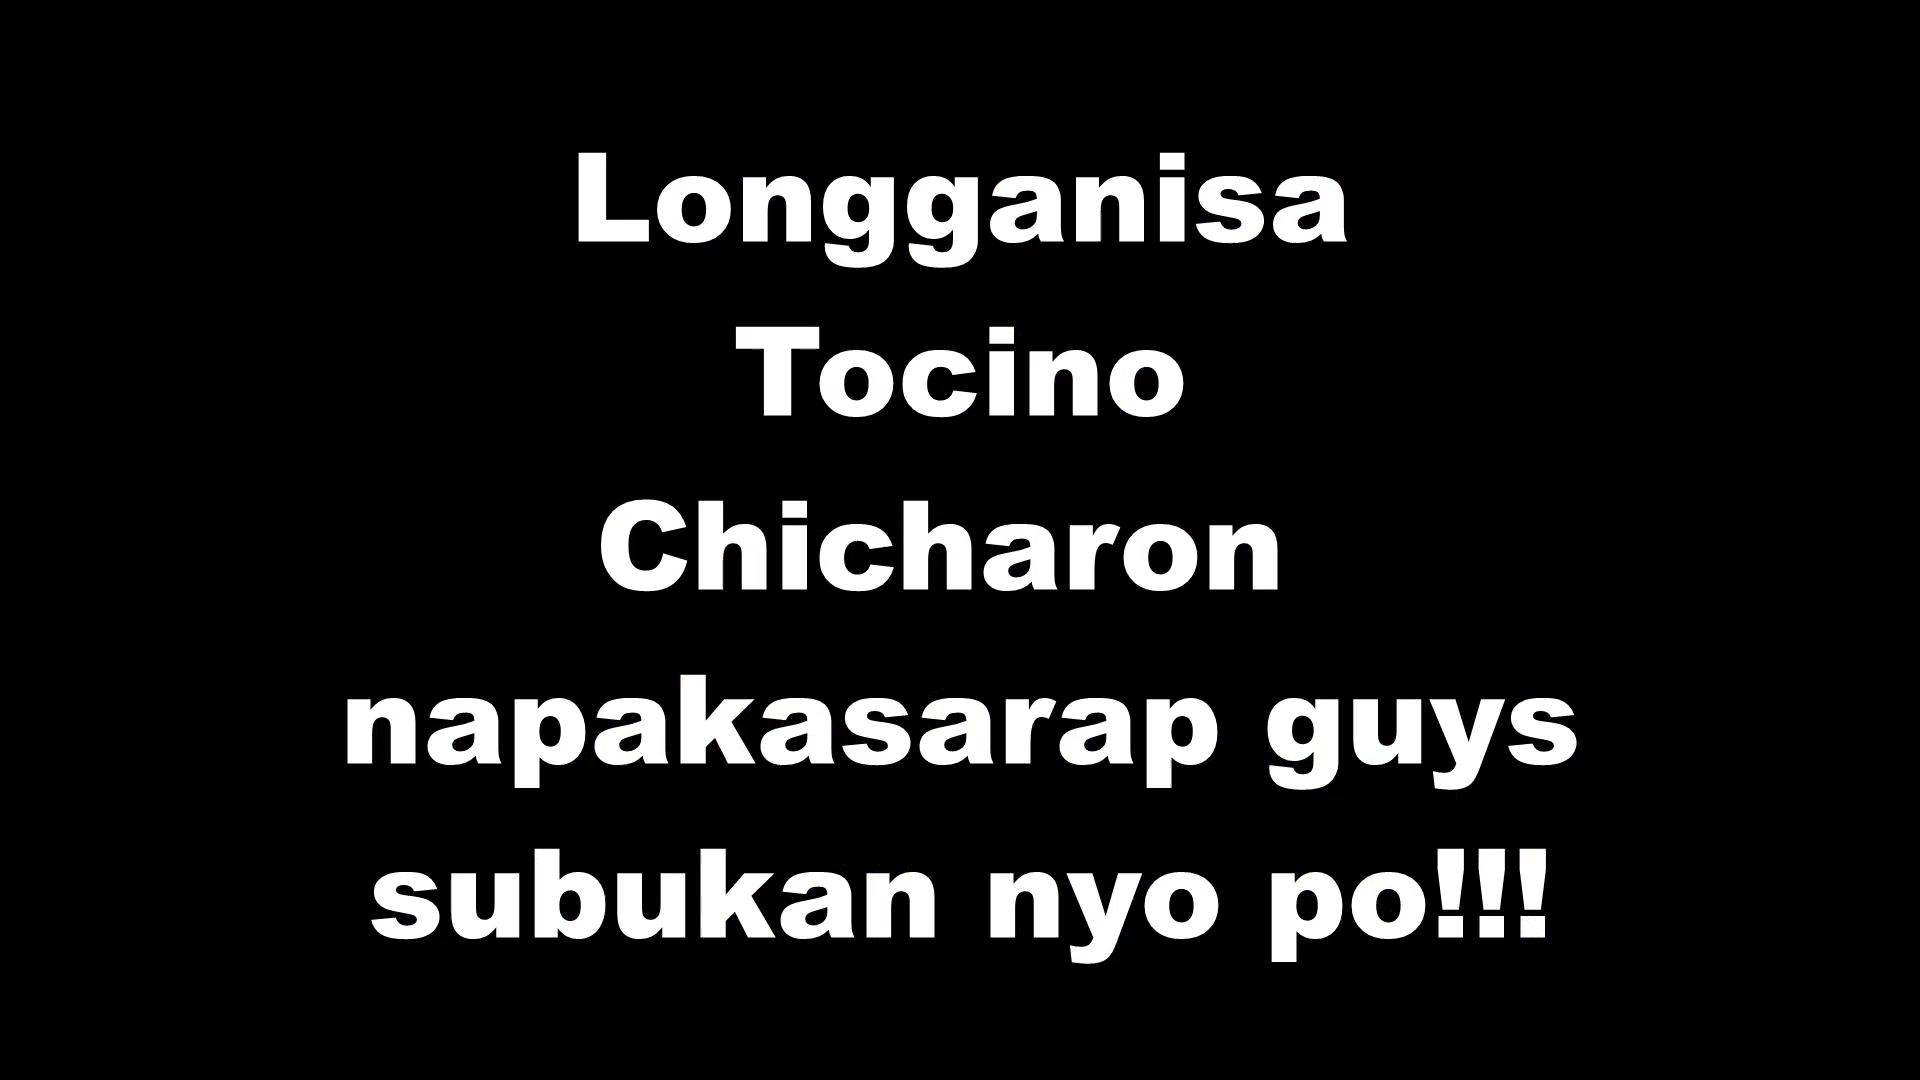 Longganisa
Tocino
Chicharon
napakasarap guys
subukan nyo po!!!